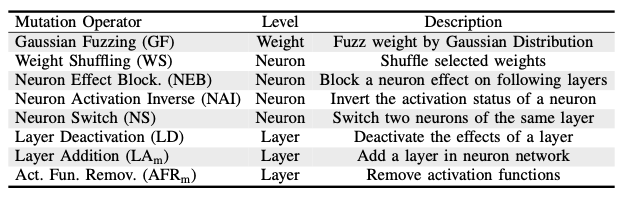 Mutation Operator Level Description
Gaussian Fuzzing (GF) Weight Fuzz weight by Gaussian Distribution
Weight Shuffling (WS) Neuron Shuffle selected weights
Neuron Effect Block. (NEB) Neuron Block a neuron effect on following layers
Neuron Activation Inverse (NAI) Neuron Invert the activation status of a neuron
Neuron Switch (NS) Neuron Switch two neurons of the same layer
Layer Deactivation (LD) Layer Deactivate the effects of a layer
Layer Addition (LAm) Layer Add a layer in neuron network
Act. Fun. Remov. (AFRm) Layer Remove activation functions